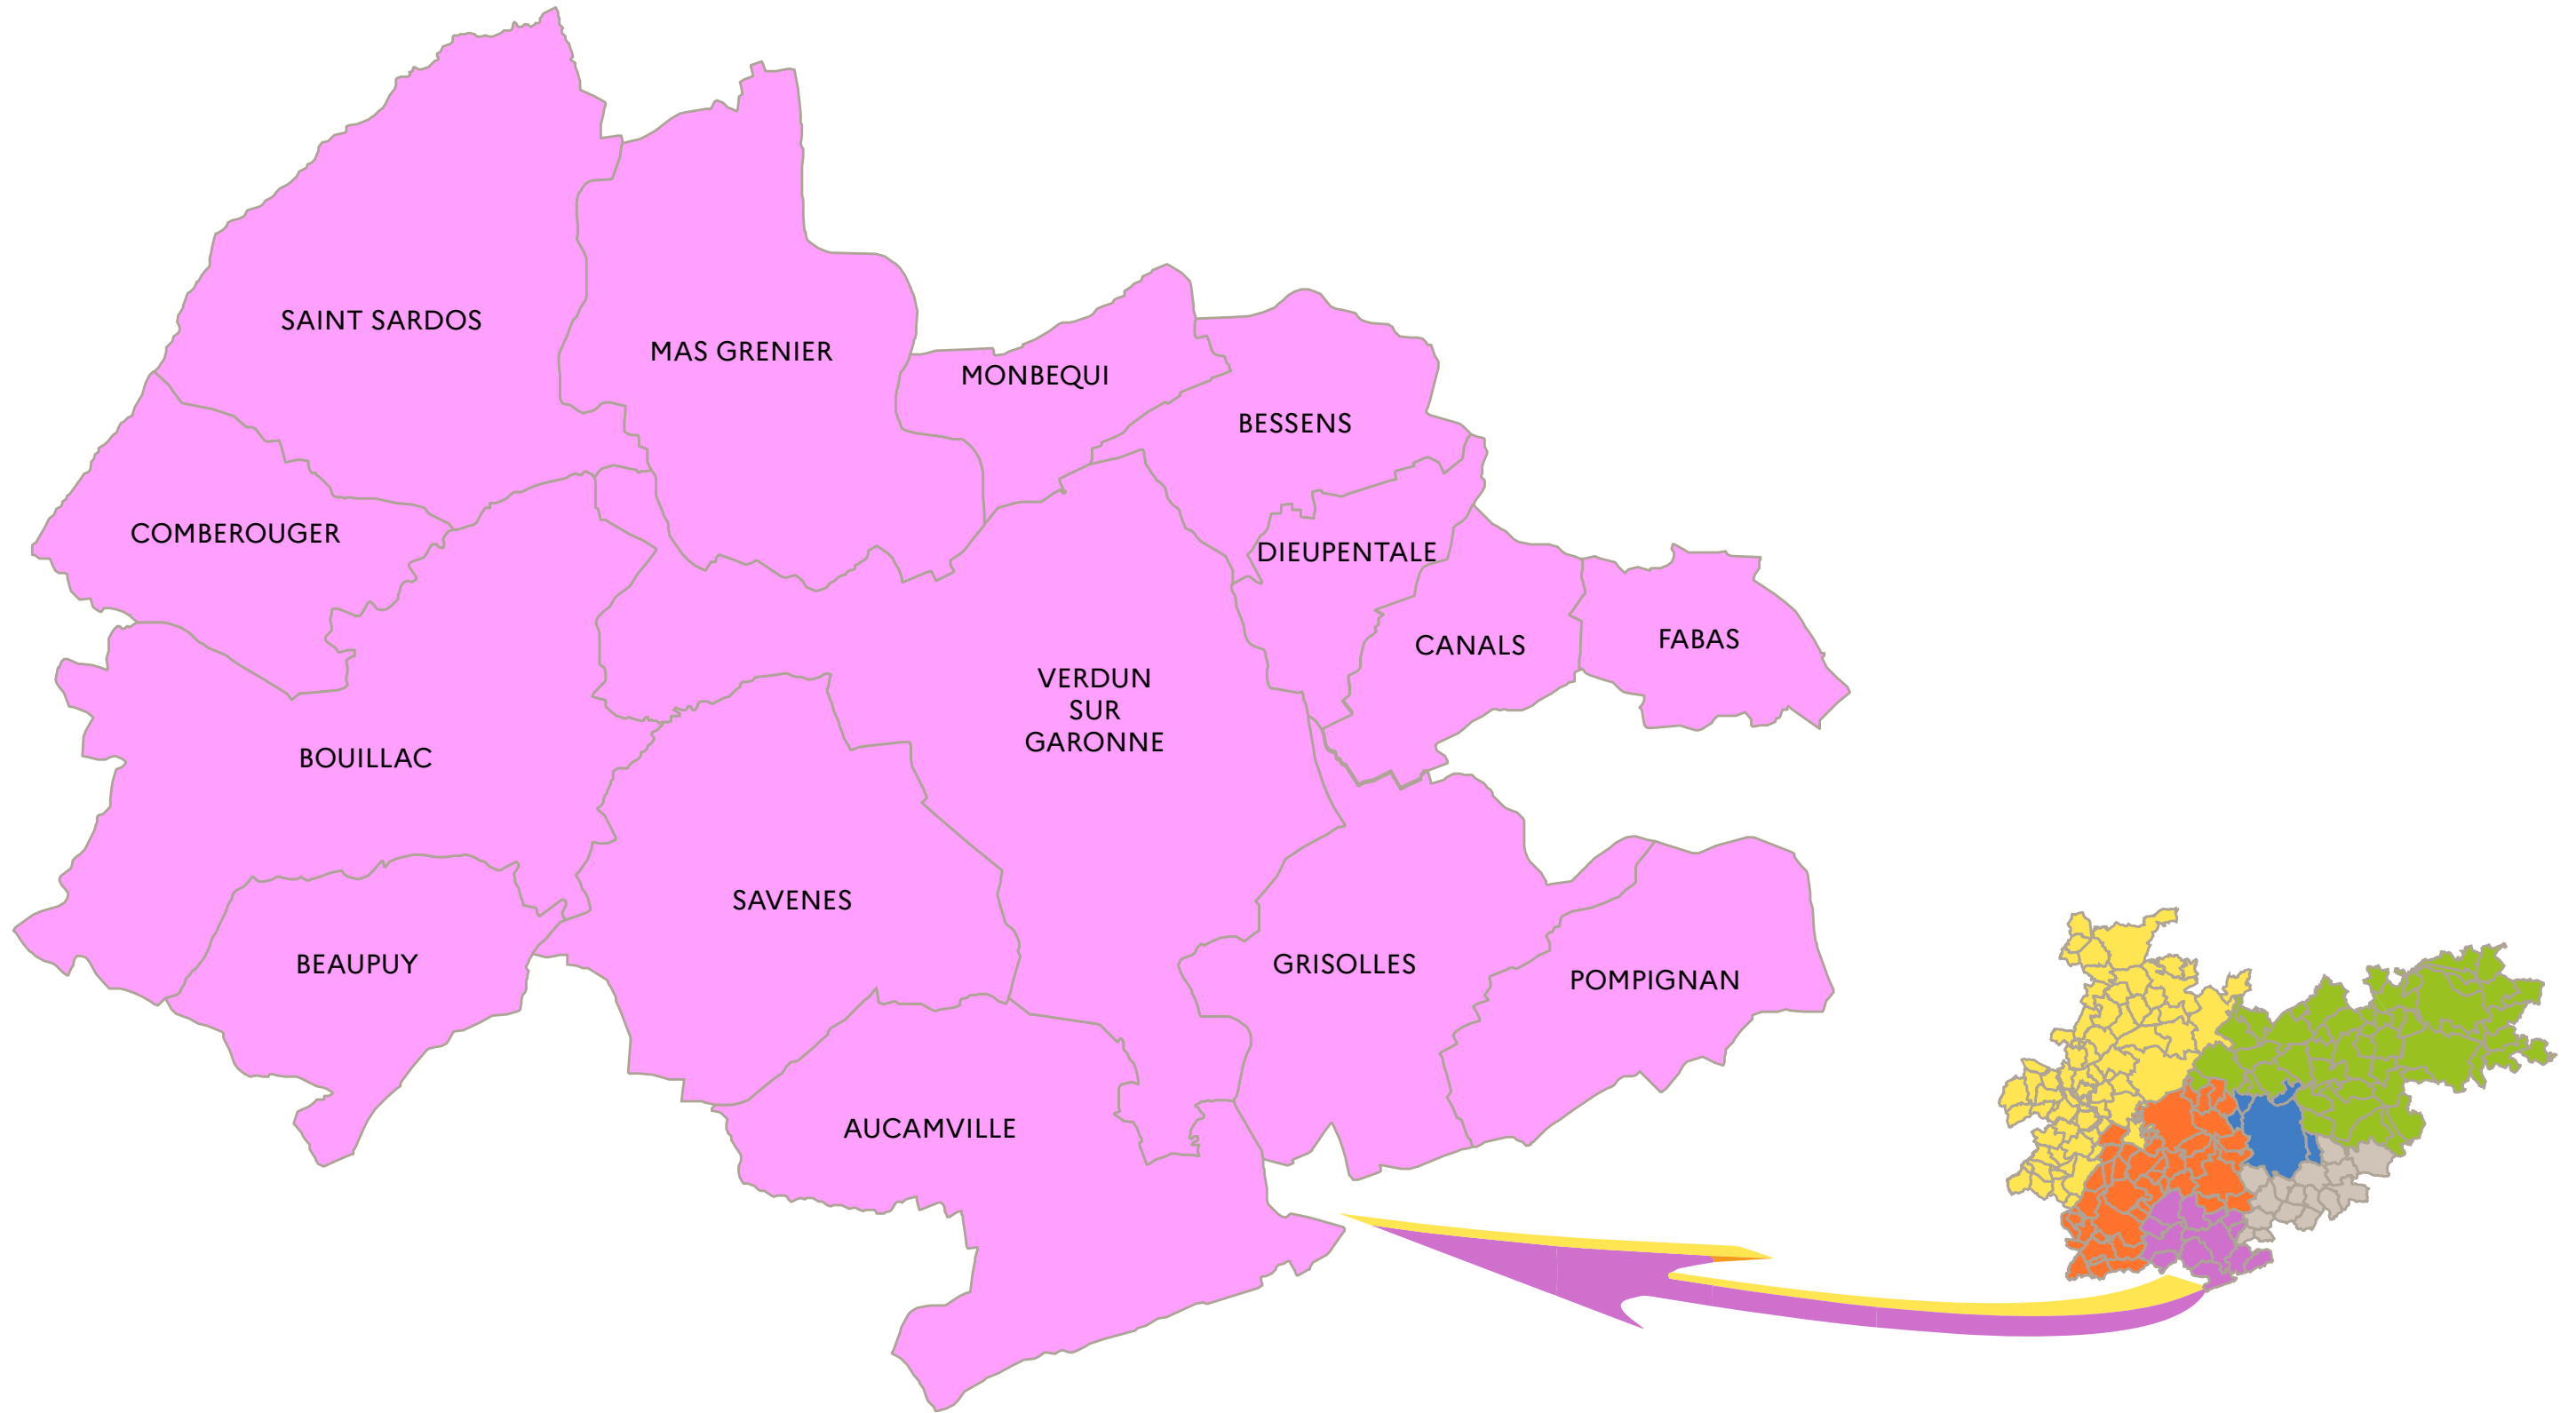 SAINT SARDOS
MAS GRENIER
MONBEQUI
BESSENS
COMBEROUGER
DIEUPENTALE
CANALS
FABAS
VERDUN
SUR
GARONNE
BOUILLAC
SAVENES
BEAUPUY
GRISOLLES
POMPIGNAN
AUCAMVILLE